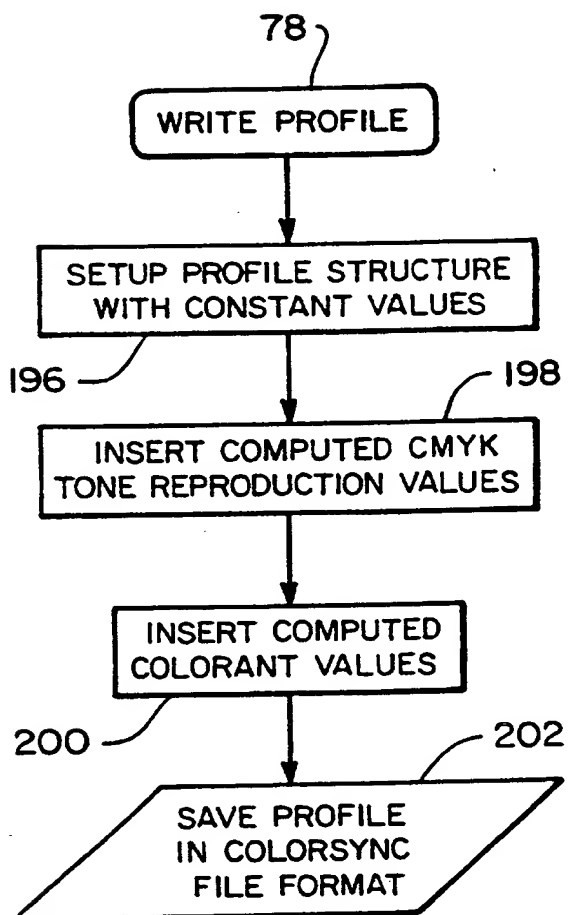 78
WRITE PROFILE
SETUP PROFILE STRUCTURE
WITH CONSTANT VALUES
196
198
INSERT COMPUTED CMYK
TONE REPRODUCTION VALUES
INSERT COMPUTED
COLORANT VALUES
200
202
SAVE PROFILE
IN COLORSYNC
FILE FORMAT